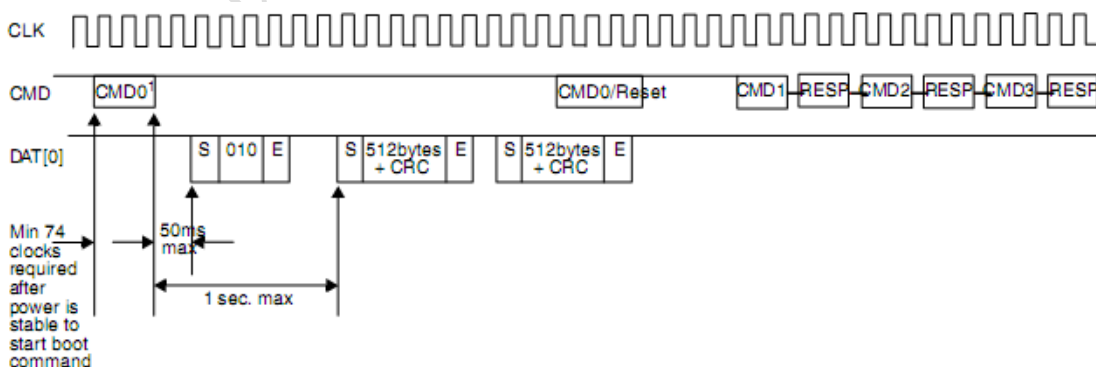 CLK
CMD
CMD0¹
CMD0/Reset
CMD1
RESP
CMD2
RESP
CMD3
RESP
DAT[0]
S 010 E
S 512bytes + CRC E
S 512bytes + CRC E
Min 74
clocks
required
after
power is
stable to
start boot
command
50ms
max
1 sec. max